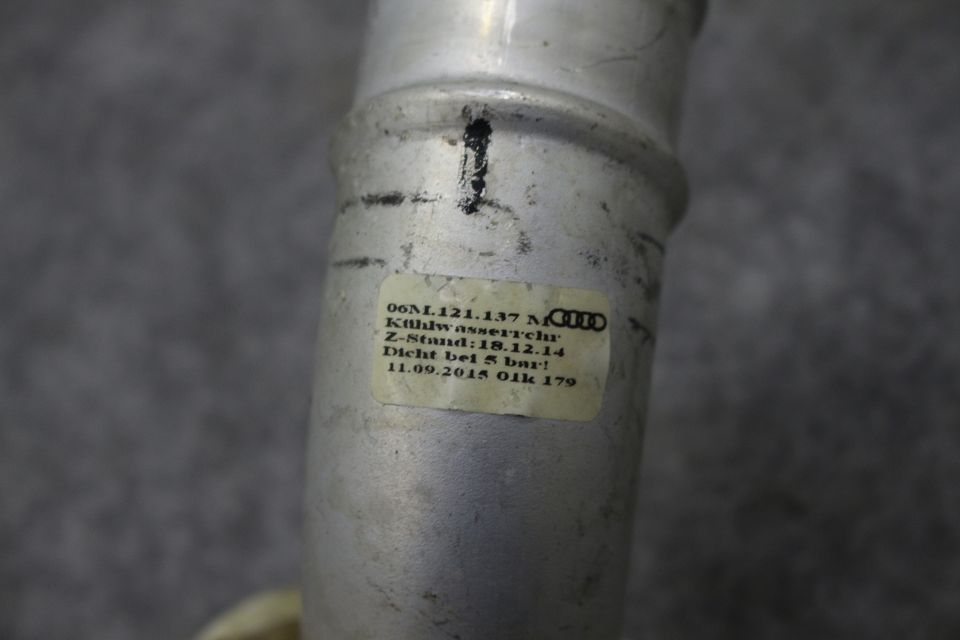 06M.121.137 M
Kühlwasserrohr
Z-Stand:18.12.14
Dicht bei 5 bar!
11.09.2015 01k 179